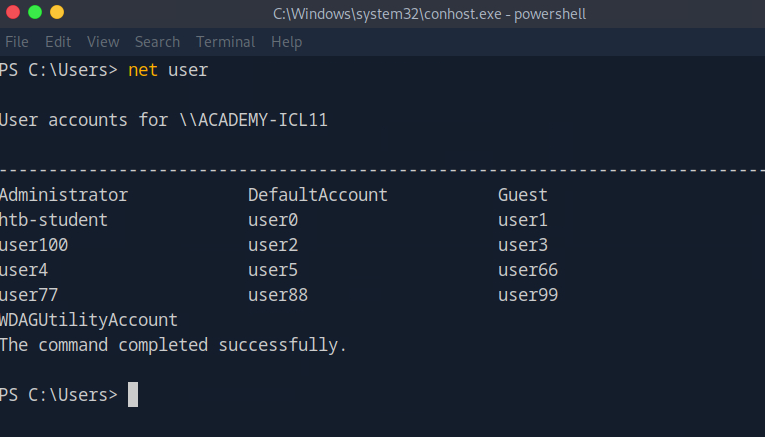 C:\Windows\system32\conhost.exe - powershell
File Edit View Search Terminal Help
PS C:\Users> net user
User accounts for \\ACADEMY-ICL11
-------------------------------------------------------------------------------
Administrator DefaultAccount Guest
htb-student user0 user1
user100 user2 user3
user4 user5 user66
user77 user88 user99
WDAGUtilityAccount
The command completed successfully.
PS C:\Users>